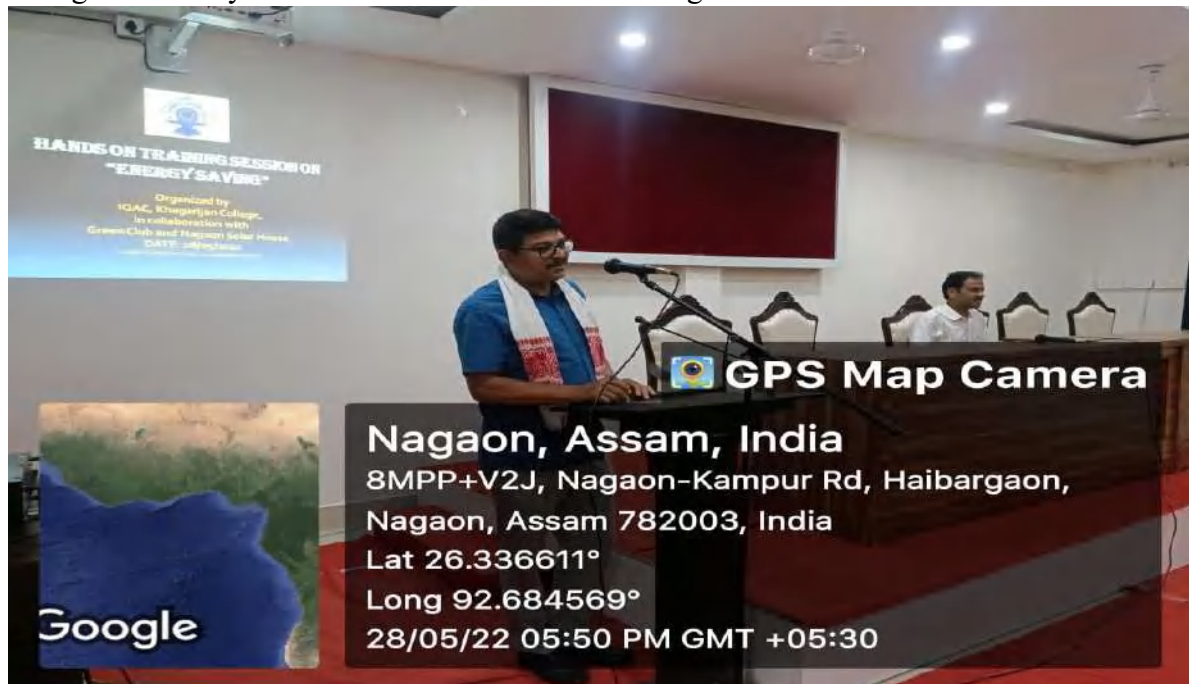 HANDS ON TRAINING SESSION ON
"ENERGY SAVING"
Organized by
IQAC, Khagarijan College,
in collaboration with
Green Club and Nagaon Solar House
DATE:
GPS Map Camera
Nagaon, Assam, India
8MPP+V2J, Nagaon-Kampur Rd, Haibargaon,
Nagaon, Assam 782003, India
Lat 26.336611°
Long 92.684569°
28/05/22 05:50 PM GMT +05:30
Google